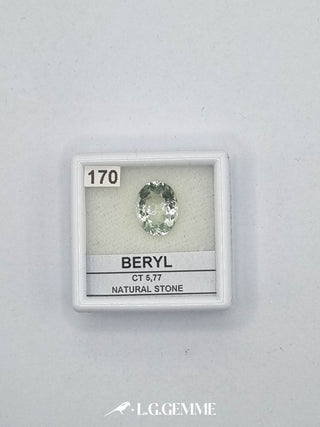 170
BERYL
CT 5,77
NATURAL STONE
L.G.GEMME